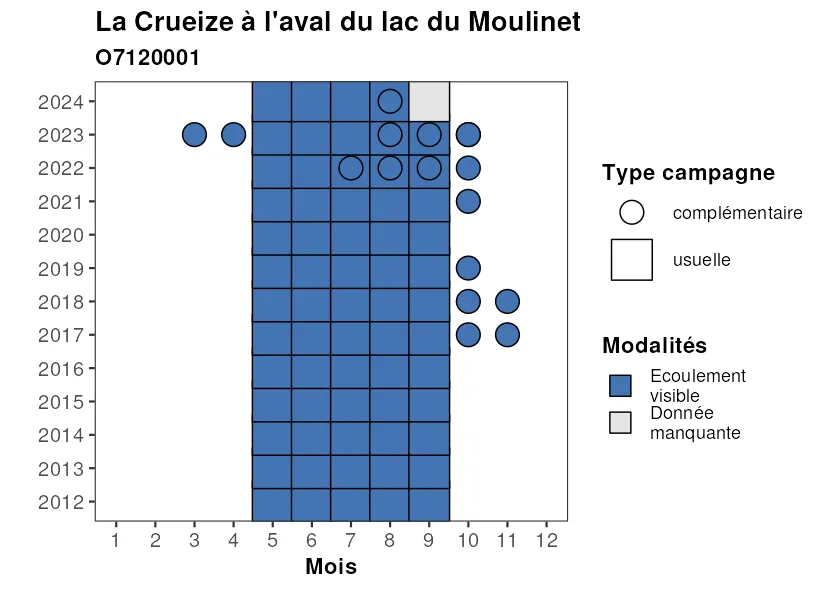 La Crueize à l'aval du lac du Moulinet
O7120001
2024
2023
2022
2021
2020
2019
2018
2017
2016
2015
2014
2013
2012
1 2 3 4 5 6 7 8 9 10 11 12
Mois
Type campagne
complémentaire
usuelle
Modalités
Ecoulement
visible
Donnée
manquante